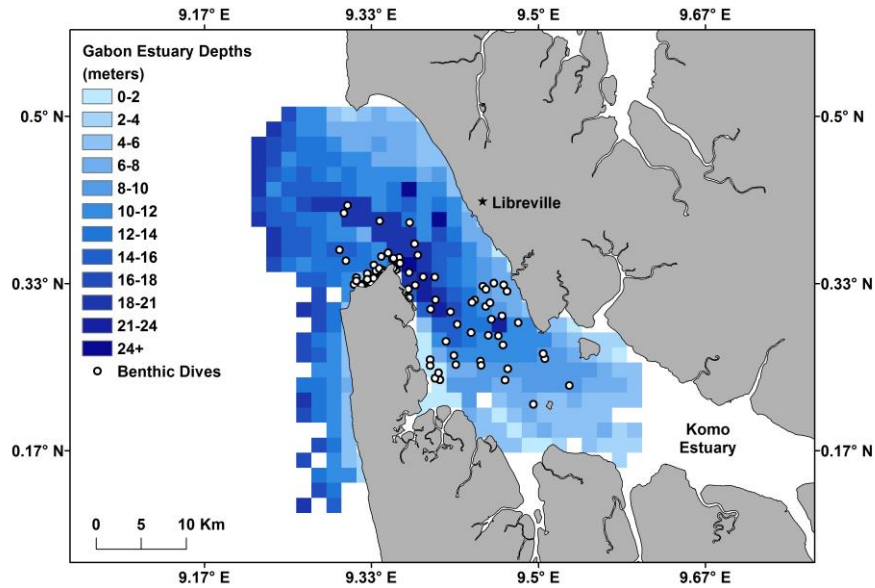 9.17° E 9.33° E 9.5° E 9.67° E
Gabon Estuary Depths
(meters)
0-2
2-4
4-6
6-8
8-10
10-12
12-14
14-16
16-18
18-21
21-24
24+
Benthic Dives
0.5° N 0.5° N
Libreville
0.33° N 0.33° N
Komo
Estuary
0.17° N 0.17° N
0 5 10 Km
9.17° E 9.33° E 9.5° E 9.67° E